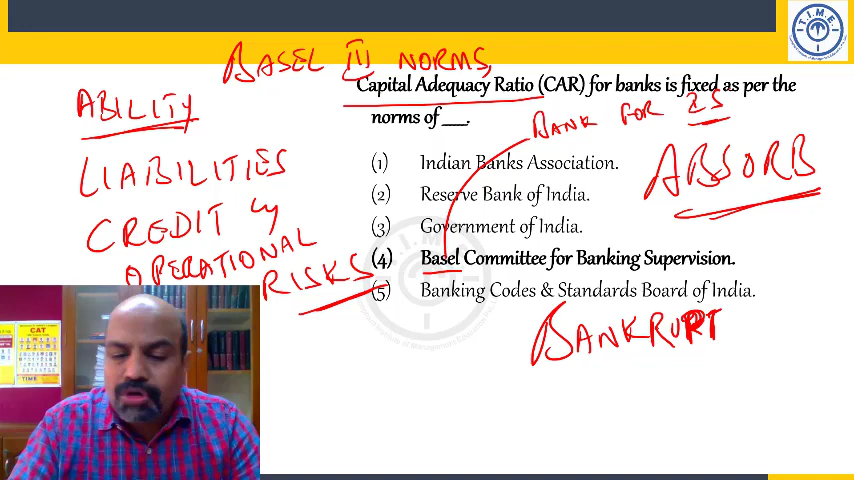 T.I.M.E.
BASEL III NORMS
Capital Adequacy Ratio (CAR) for banks is fixed as per the
norms of ___.
ABILITY
LIABILITIES
CREDIT
OPERATIONAL
RISKS
BANK FOR IS
ABSORB
(1) Indian Banks Association.
(2) Reserve Bank of India.
(3) Government of India.
(4) Basel Committee for Banking Supervision.
(5) Banking Codes & Standards Board of India.
BANKRUPT
CAT
TIME